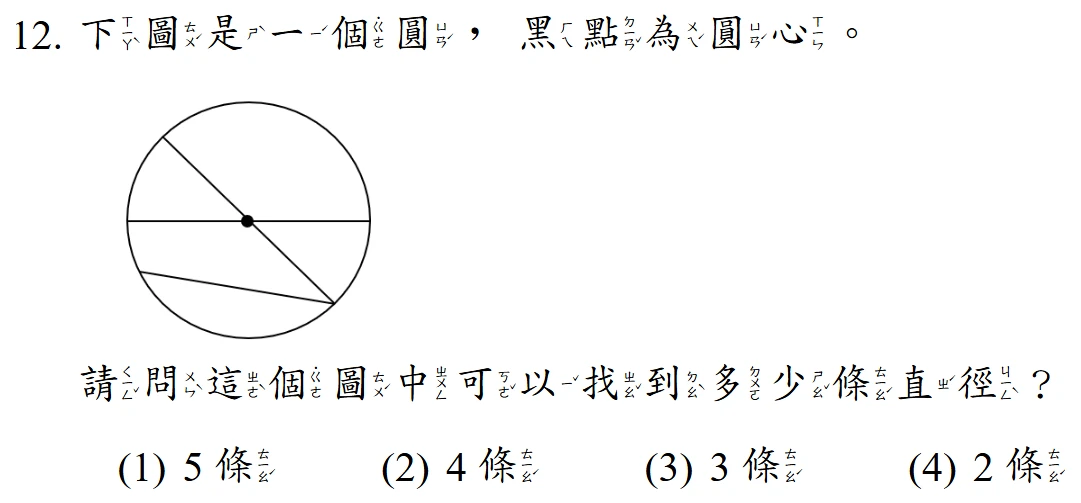 12. 下圖是一個圓， 黑點為圓心。
請問這個圖中可以找到多少條直徑？
(1) 5 條 (2) 4 條 (3) 3 條 (4) 2 條